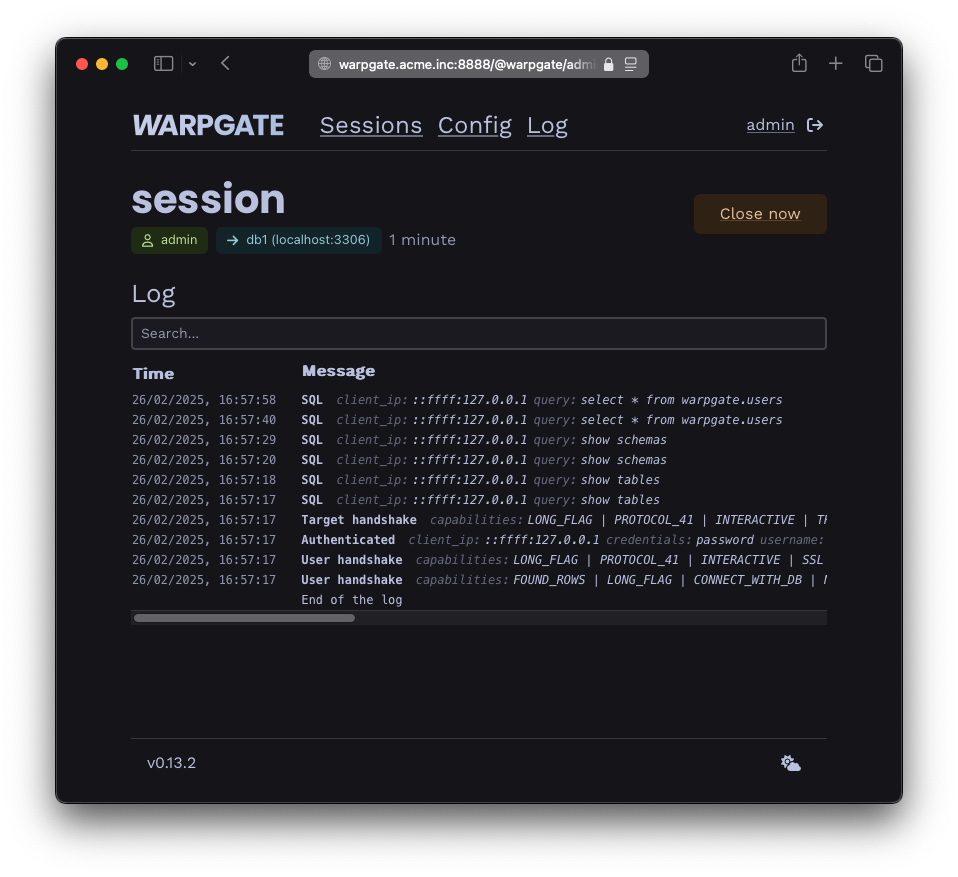 warpgate.acme.inc:8888/@warpgate/admi
WARPGATE Sessions Config Log admin
session
Close now
admin db1 (localhost:3306) 1 minute
Log
Search...
Time Message
26/02/2025, 16:57:58 SQL client_ip: ::ffff:127.0.0.1 query: select * from warpgate.users
26/02/2025, 16:57:40 SQL client_ip: ::ffff:127.0.0.1 query: select * from warpgate.users
26/02/2025, 16:57:29 SQL client_ip: ::ffff:127.0.0.1 query: show schemas
26/02/2025, 16:57:20 SQL client_ip: ::ffff:127.0.0.1 query: show schemas
26/02/2025, 16:57:18 SQL client_ip: ::ffff:127.0.0.1 query: show tables
26/02/2025, 16:57:17 SQL client_ip: ::ffff:127.0.0.1 query: show tables
26/02/2025, 16:57:17 Target handshake capabilities: LONG_FLAG | PROTOCOL_41 | INTERACTIVE |
26/02/2025, 16:57:17 Authenticated client_ip: ::ffff:127.0.0.1 credentials: password username:
26/02/2025, 16:57:17 User handshake capabilities: LONG_FLAG | PROTOCOL_41 | INTERACTIVE | SSL
26/02/2025, 16:57:17 User handshake capabilities: FOUND_ROWS | LONG_FLAG | CONNECT_WITH_DB |
End of the log
v0.13.2